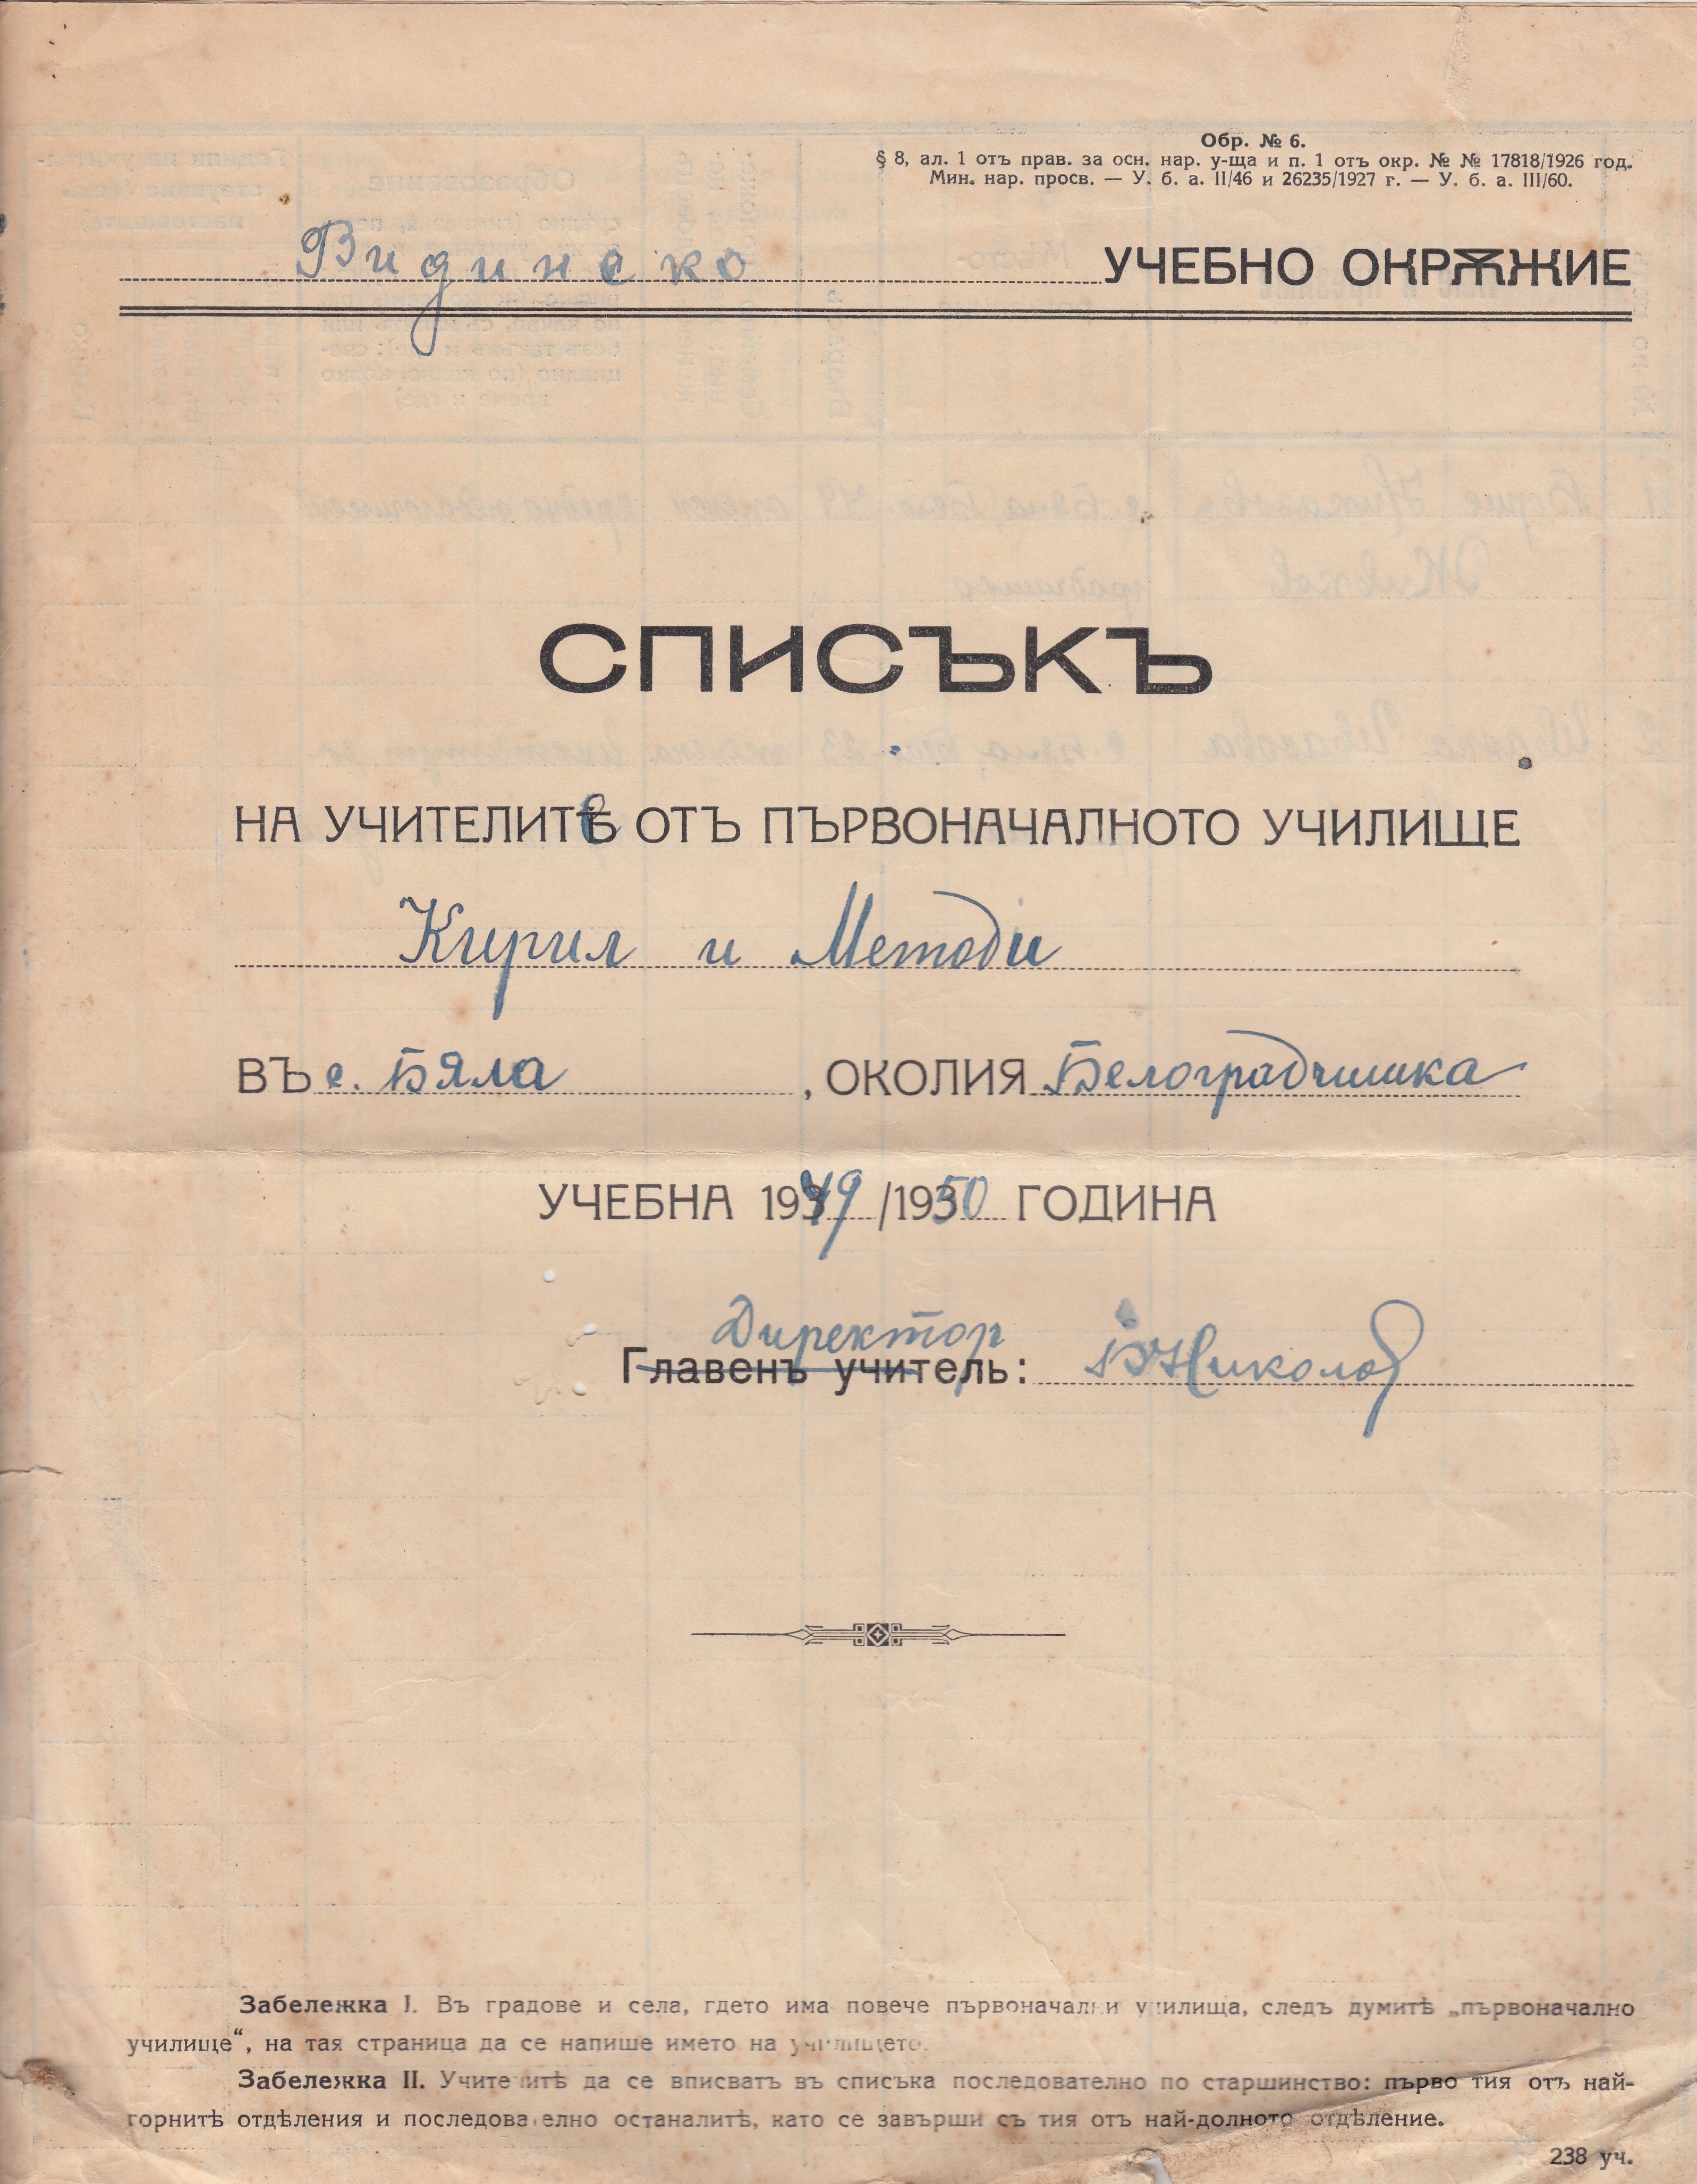 Обр. № 6.
§ 8, ал. 1 отъ прав. за осн. нар. у-ща и п. 1 отъ окр. № № 17818/1926 год.
Мин. нар. просв. — У. б. а. II/46 и 26235/1927 г. — У. б. а. III/60.
Видинско УЧЕБНО ОКРѪЖИЕ
СПИСЪКЪ
НА УЧИТЕЛИТЕ ОТЪ ПЪРВОНАЧАЛНОТО УЧИЛИЩЕ
Кирил и Методи
ВЪ с. Бяла, ОКОЛИЯ Белоградчишка
УЧЕБНА 1949/1950 ГОДИНА
Директор
Главенъ учитель: Николов
Забележка I. Въ градове и села, гдето има повече първоначални училища, следъ думитѣ „първоначално
училище“, на тая страница да се напише името на училището.
Забележка II. Учителитѣ да се вписватъ въ списъка последователно по старшинство: първо тия отъ най-
горнитѣ отдѣления и последователно останалитѣ, като се завърши съ тия отъ най-долното отдѣление.
238 уч.